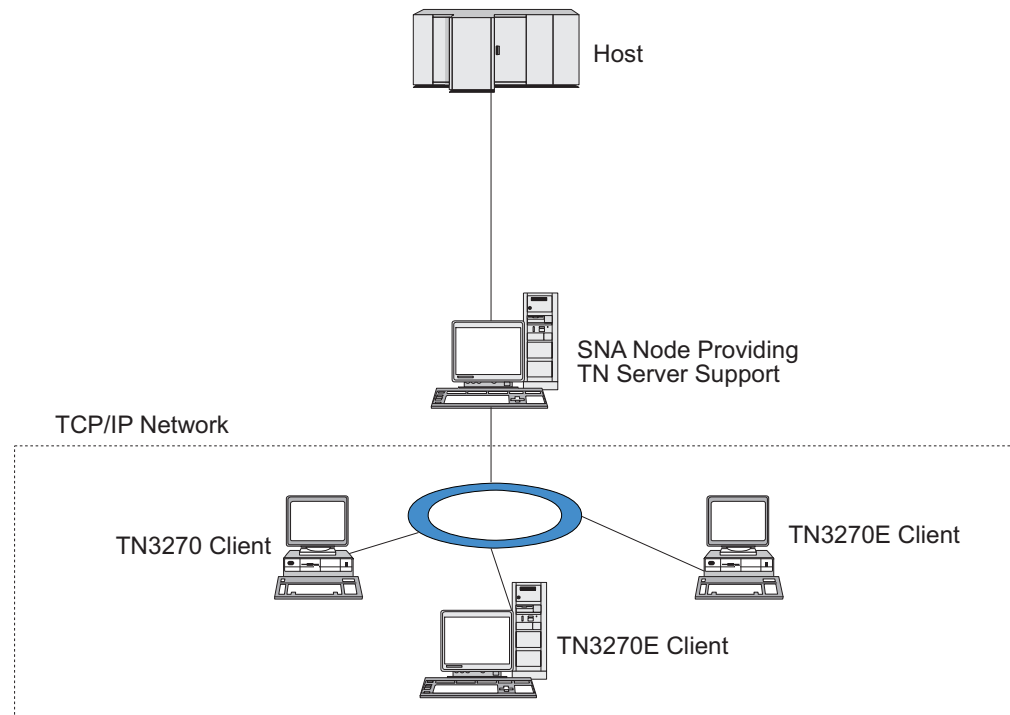 Host
SNA Node Providing
TN Server Support
TCP/IP Network
TN3270 Client
TN3270E Client
TN3270E Client